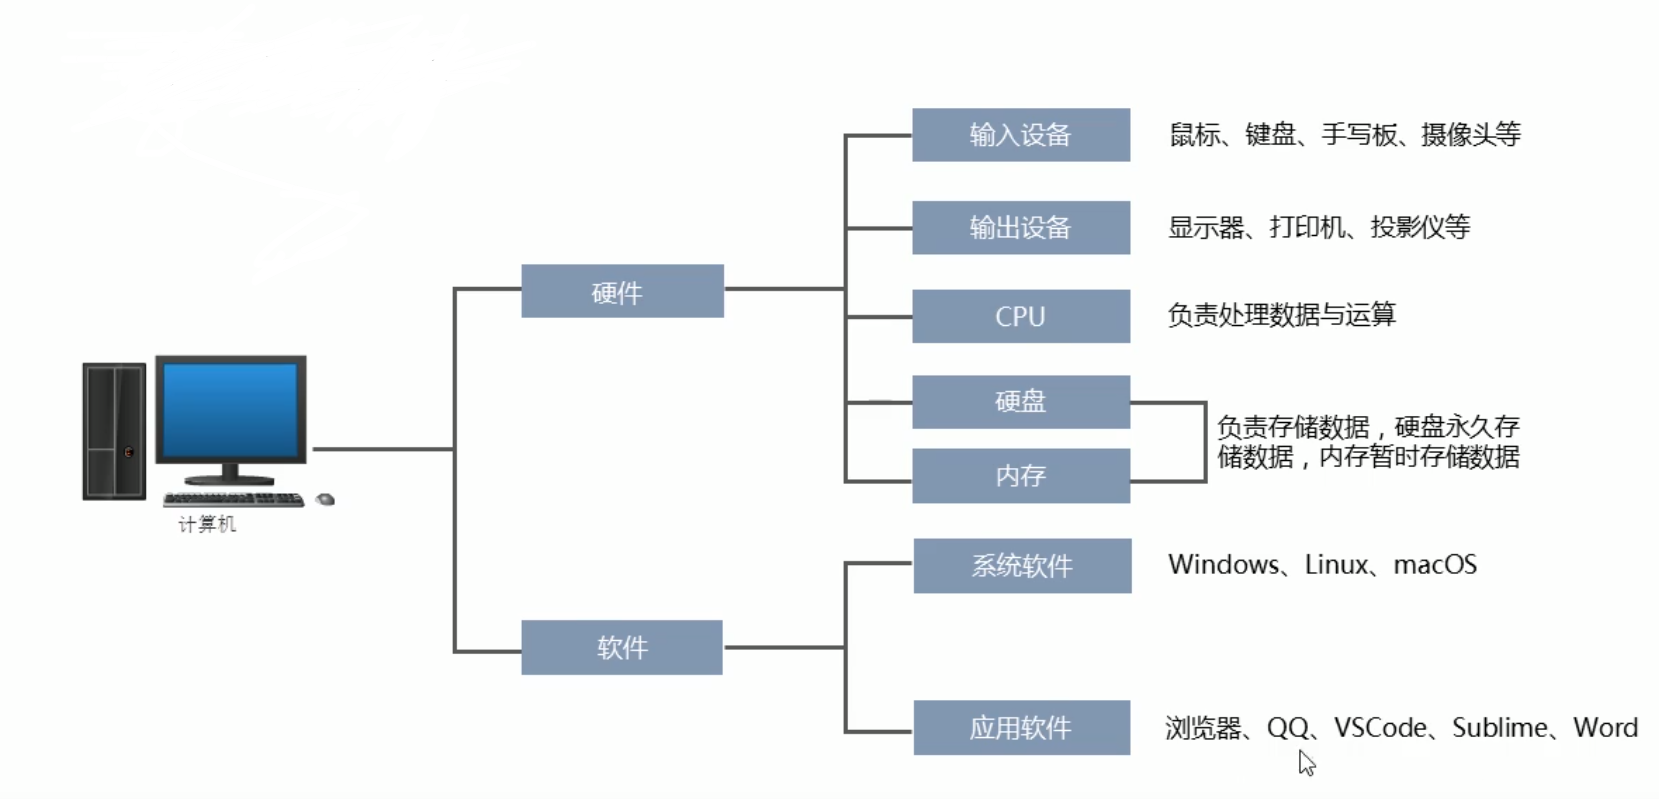 输入设备
鼠标、键盘、手写板、摄像头等
输出设备
显示器、打印机、投影仪等
硬件
CPU
负责处理数据与运算
硬盘
内存
负责存储数据，硬盘永久存
储数据，内存暂时存储数据
计算机
系统软件
Windows、Linux、macOS
软件
应用软件
浏览器、QQ、VSCode、Sublime、Word